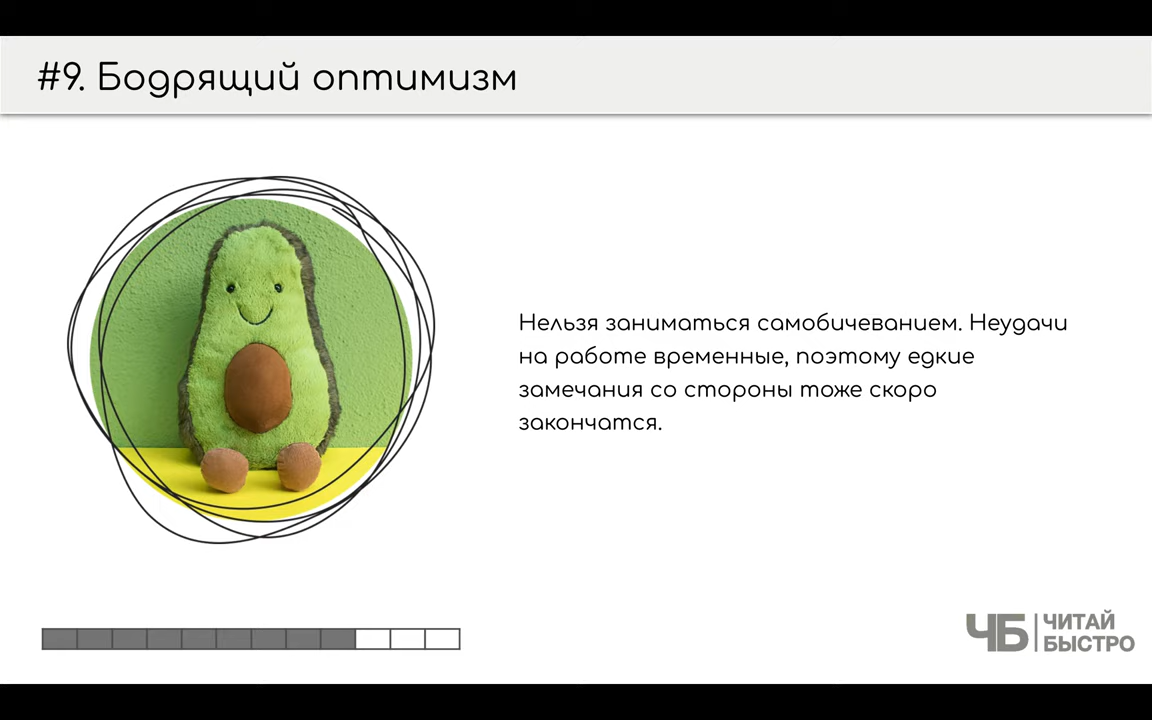 #9. Бодрящий оптимизм
Нельзя заниматься самобичеванием. Неудачи
на работе временные, поэтому едкие
замечания со стороны тоже скоро
закончатся.
ЧБ
ЧИТАЙ
БЫСТРО